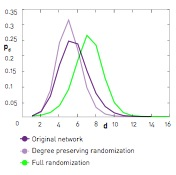 0.35
p_d
0.3
0.25
0.2
0.15
0.1
0.05
0 2 4 6 8 10 12 14 16
d
Original network
Degree preserving randomization
Full randomization